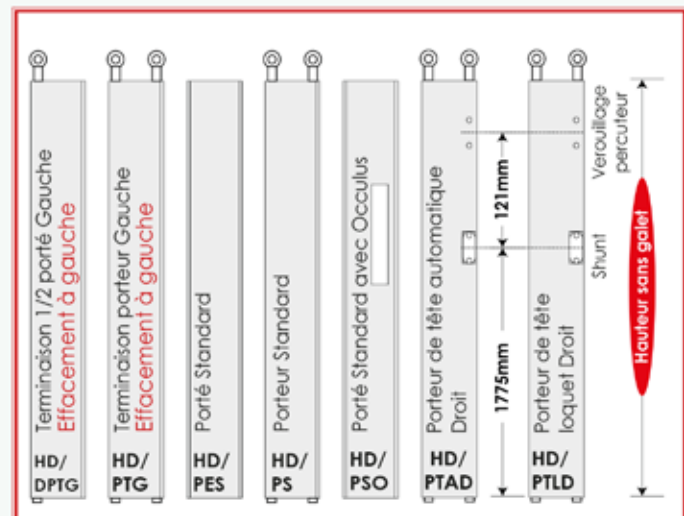 Terminaison 1/2 porté Gauche
Effacement à gauche
HD/
DPTG
Terminaison porteur Gauche
Effacement à gauche
HD/
PTG
Porté Standard
HD/
PES
Porteur Standard
HD/
PS
Porté Standard avec Occulus
HD/
PSO
Porteur de tête automatique
Droit
HD/
PTAD
121mm
1775mm
Porteur de tête
loquet Droit
HD/
PTLD
Verouillage
percuteur
Shunt
Hauteur sans galet